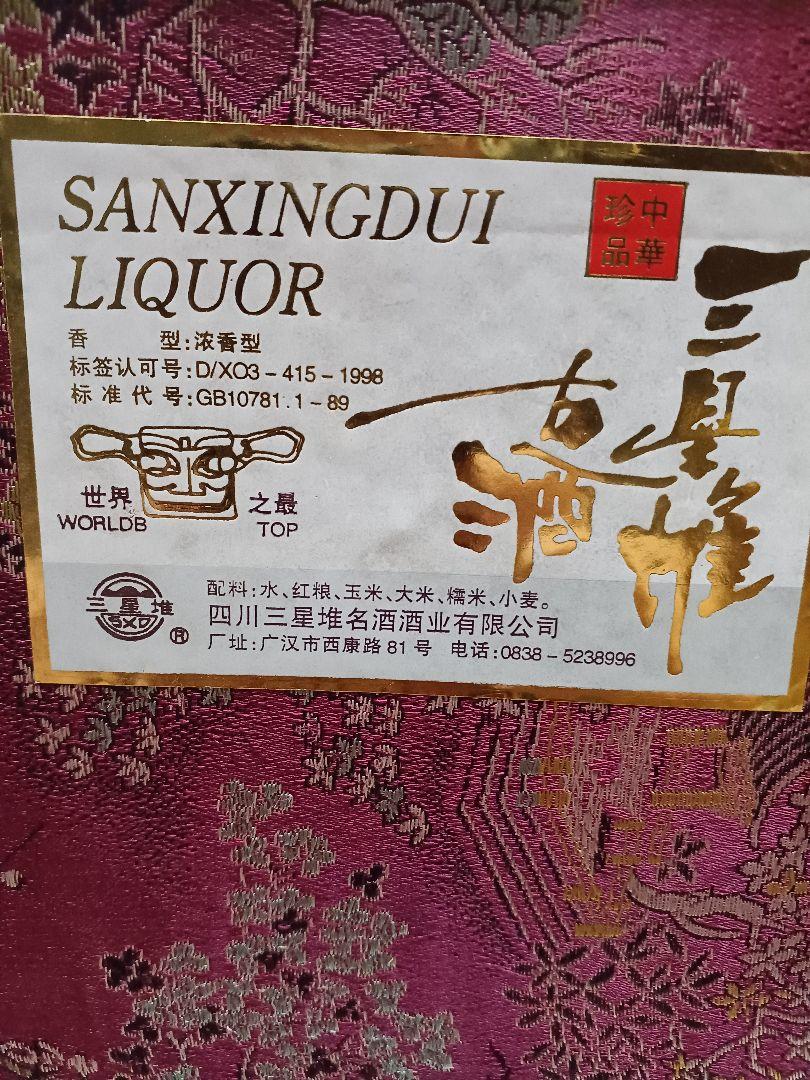 SANXINGDUI
LIQUOR
中華
珍品
三星堆
古酒
香 型:浓香型
标签认可号:D/XO3-415-1998
标准代号:GB10781.1-89
世界 之最
WORLDB TOP
三星堆
SXD
®
配料:水、红粮、玉米、大米、糯米、小麦。
四川三星堆名酒酒业有限公司
厂址:广汉市西康路81号 电话:0838-5238996